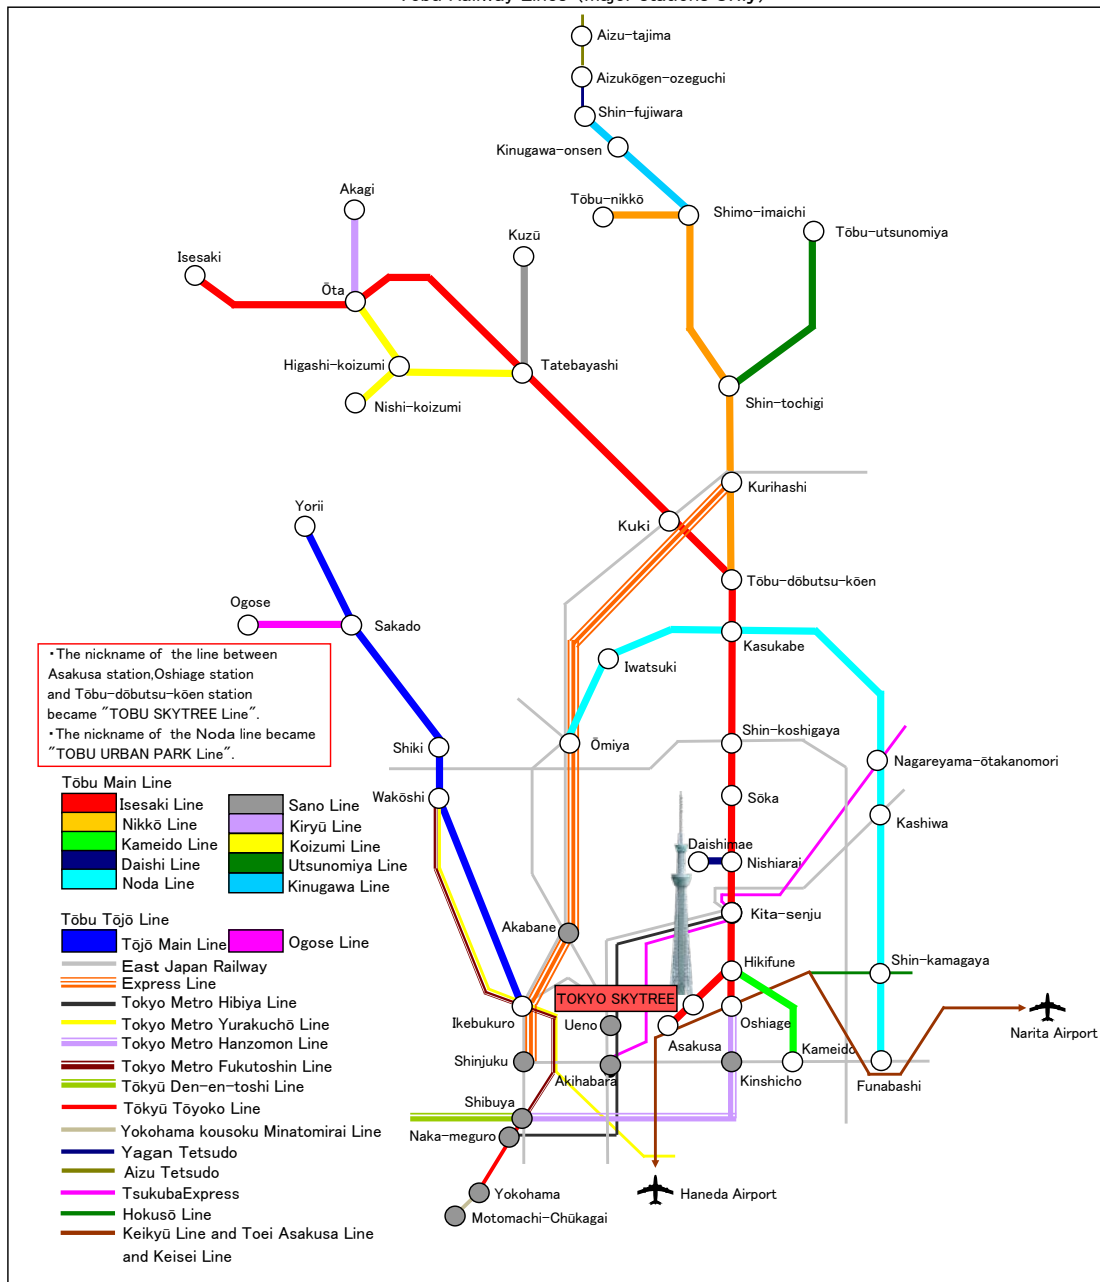 Tōbu Railway Lines (major stations only)
Aizu-tajima
Aizukōgen-ozeguchi
Shin-fujiwara
Kinugawa-onsen
Tōbu-nikkō
Shimo-imaichi
Tōbu-utsunomiya
Akagi
Kuzū
Isesaki
Ōta
Higashi-koizumi
Tatebayashi
Nishi-koizumi
Shin-tochigi
Kurihashi
Yorii
Kuki
Tōbu-dōbutsu-kōen
Ogose
Sakado
Kasukabe
Iwatsuki
・The nickname of the line between
Asakusa station,Oshiage station
and Tōbu-dōbutsu-kōen station
became "TOBU SKYTREE Line".
・The nickname of the Noda line became
"TOBU URBAN PARK Line".
Shiki
Ōmiya
Shin-koshigaya
Nagareyama-ōtakanomori
Wakōshi
Sōka
Kashiwa
Daishimae
Nishiarai
Kita-senju
Akabane
Hikifune
Shin-kamagaya
TOKYO SKYTREE
Ikebukuro
Ueno
Asakusa
Oshiage
Narita Airport
Shinjuku
Akihabara
Kinshicho
Kameido
Funabashi
Shibuya
Naka-meguro
Yokohama
Haneda Airport
Motomachi-Chūkagai
Tōbu Main Line
Isesaki Line
Nikkō Line
Kameido Line
Daishi Line
Noda Line
Sano Line
Kiryū Line
Koizumi Line
Utsunomiya Line
Kinugawa Line
Tōbu Tōjō Line
Tōjō Main Line
Ogose Line
East Japan Railway
Express Line
Tokyo Metro Hibiya Line
Tokyo Metro Yurakuchō Line
Tokyo Metro Hanzomon Line
Tokyo Metro Fukutoshin Line
Tōkyū Den-en-toshi Line
Tōkyū Tōyoko Line
Yokohama kousoku Minatomirai Line
Yagan Tetsudo
Aizu Tetsudo
TsukubaExpress
Hokusō Line
Keikyū Line and Toei Asakusa Line
and Keisei Line